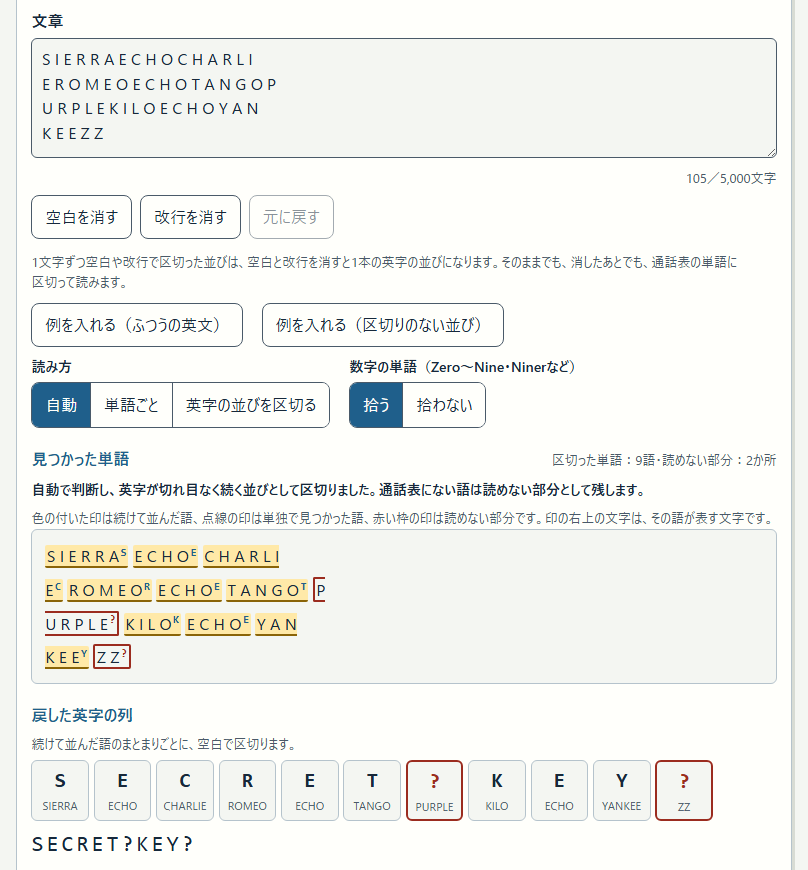 文章
S I E R R A E C H O C H A R L I
E R O M E O E C H O T A N G O P
U R P L E K I L O E C H O Y A N
K E E Z Z
105／5,000文字
空白を消す 改行を消す 元に戻す
1文字ずつ空白や改行で区切った並びは、空白と改行を消すと1本の英字の並びになります。そのままでも、消したあとでも、通話表の単語に
区切って読みます。
例を入れる（ふつうの英文） 例を入れる（区切りのない並び）
読み方 数字の単語（Zero〜Nine・Ninerなど）
自動 単語ごと 英字の並びを区切る 拾う 拾わない
見つかった単語 区切った単語：9語・読めない部分：2か所
自動で判断し、英字が切れ目なく続く並びとして区切りました。通話表にない語は読めない部分として残します。
色の付いた印は続けて並んだ語、点線の印は単独で見つかった語、赤い枠の印は読めない部分です。印の右上の文字は、その語が表す文字です。
S I E R R A S E C H O E C H A R L I
E C R O M E O R E C H O E T A N G O T P
U R P L E ? K I L O K E C H O E Y A N
K E E Y Z Z ?
戻した英字の列
続けて並んだ語のまとまりごとに、空白で区切ります。
S E C R E T ? K E Y ?
SIERRA ECHO CHARLIE ROMEO ECHO TANGO PURPLE KILO ECHO YANKEE ZZ
S E C R E T ? K E Y ?